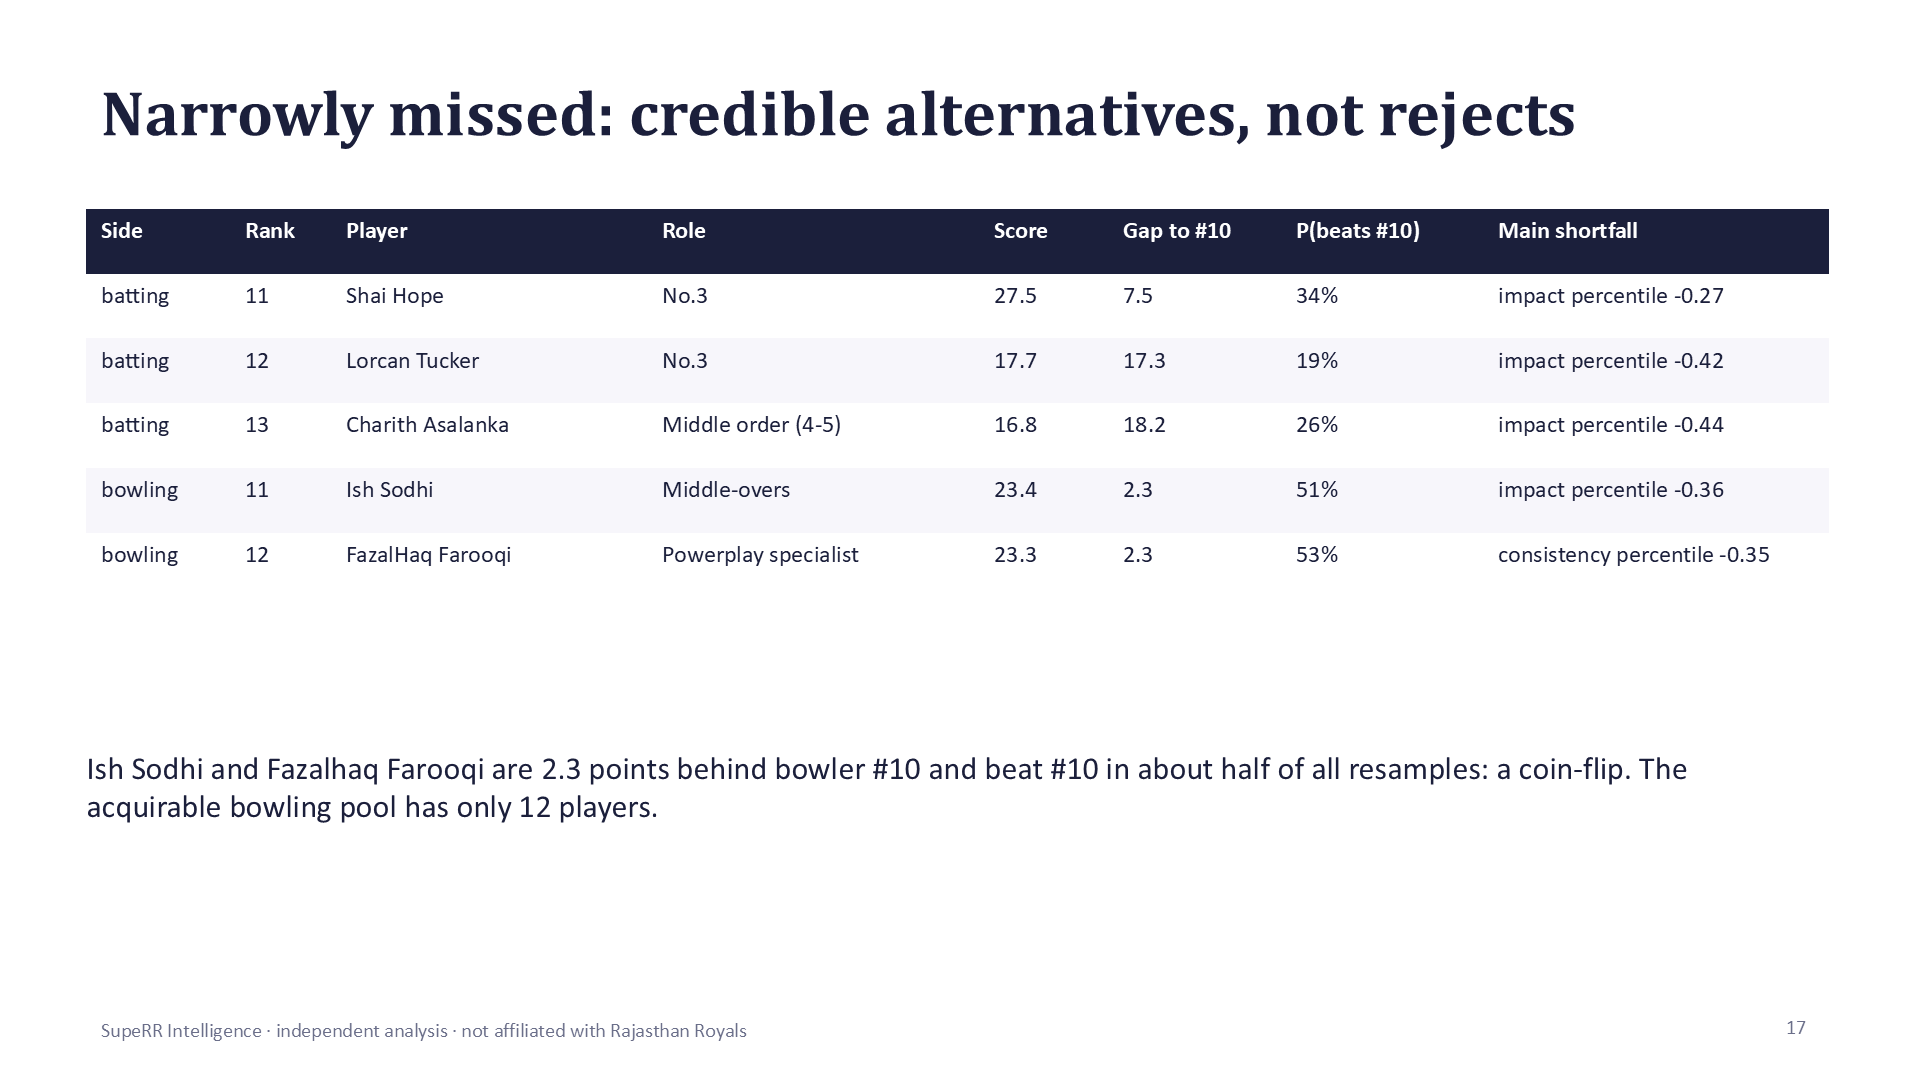 Narrowly missed: credible alternatives, not rejects
Side Rank Player Role Score Gap to #10 P(beats #10) Main shortfall
batting 11 Shai Hope No.3 27.5 7.5 34% impact percentile -0.27
batting 12 Lorcan Tucker No.3 17.7 17.3 19% impact percentile -0.42
batting 13 Charith Asalanka Middle order (4-5) 16.8 18.2 26% impact percentile -0.44
bowling 11 Ish Sodhi Middle-overs 23.4 2.3 51% impact percentile -0.36
bowling 12 FazalHaq Farooqi Powerplay specialist 23.3 2.3 53% consistency percentile -0.35
Ish Sodhi and Fazalhaq Farooqi are 2.3 points behind bowler #10 and beat #10 in about half of all resamples: a coin-flip. The
acquirable bowling pool has only 12 players.
SupeRR Intelligence · independent analysis · not affiliated with Rajasthan Royals
17